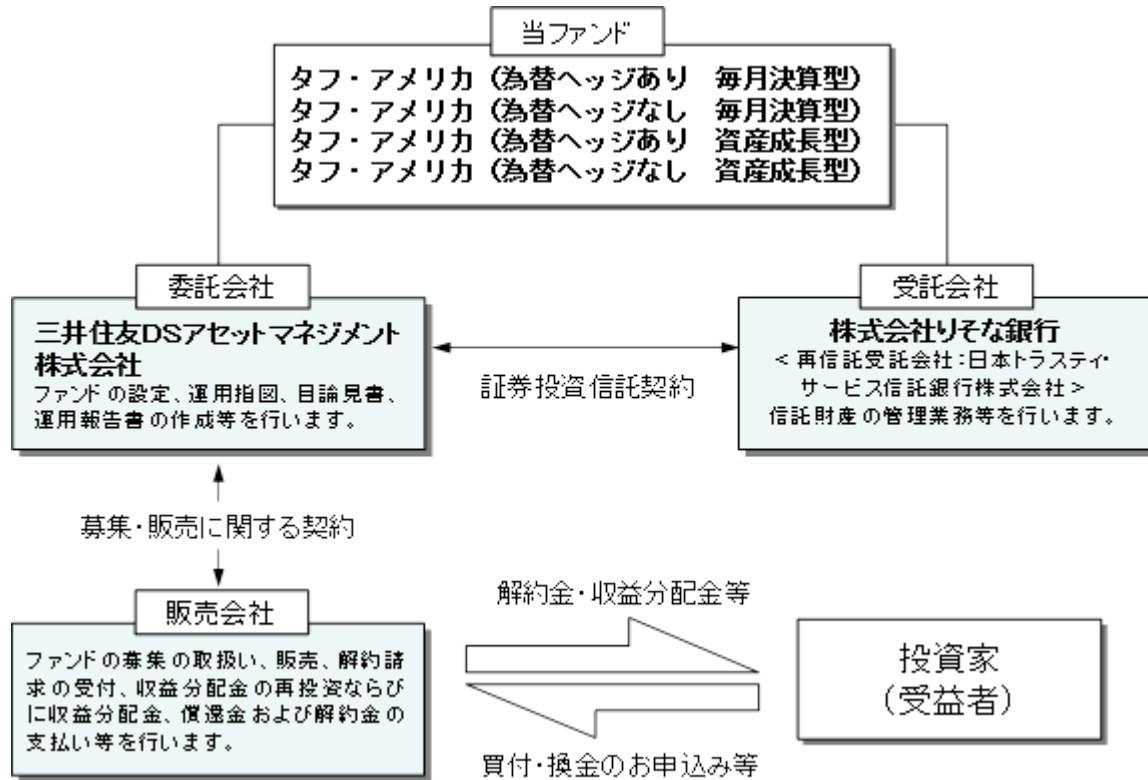 当ファンド
タフ・アメリカ（為替ヘッジあり　毎月決算型）
タフ・アメリカ（為替ヘッジなし　毎月決算型）
タフ・アメリカ（為替ヘッジあり　資産成長型）
タフ・アメリカ（為替ヘッジなし　資産成長型）
委託会社
三井住友DSアセットマネジメント
株式会社
ファンドの設定、運用指図、目論見書、
運用報告書の作成等を行います。
証券投資信託契約
受託会社
株式会社りそな銀行
＜再信託受託会社：日本トラスティ・
サービス信託銀行株式会社＞
信託財産の管理業務等を行います。
募集・販売に関する契約
販売会社
ファンドの募集の取扱い、販売、解約請
求の受付、収益分配金の再投資ならび
に収益分配金、償還金および解約金の
支払い等を行います。
解約金・収益分配金等
買付・換金のお申込み等
投資家
（受益者）